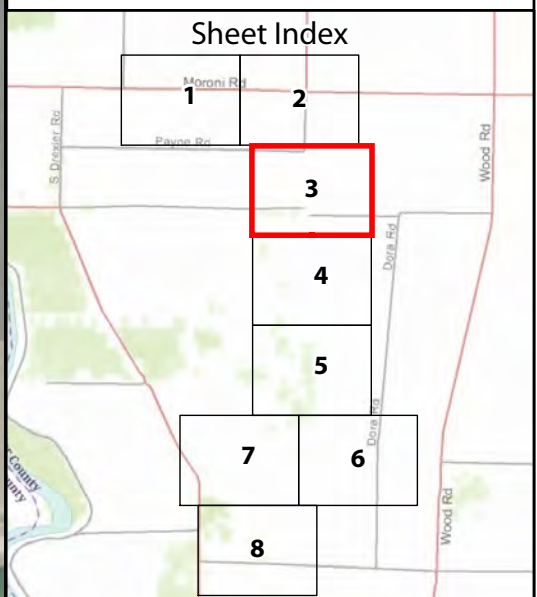 Sheet Index
Moroni Rd
1
2
S Drexler Rd
Payne Rd
Wood Rd
3
Dora Rd
4
5
Dora Rd
7
6
County
Wood Rd
8